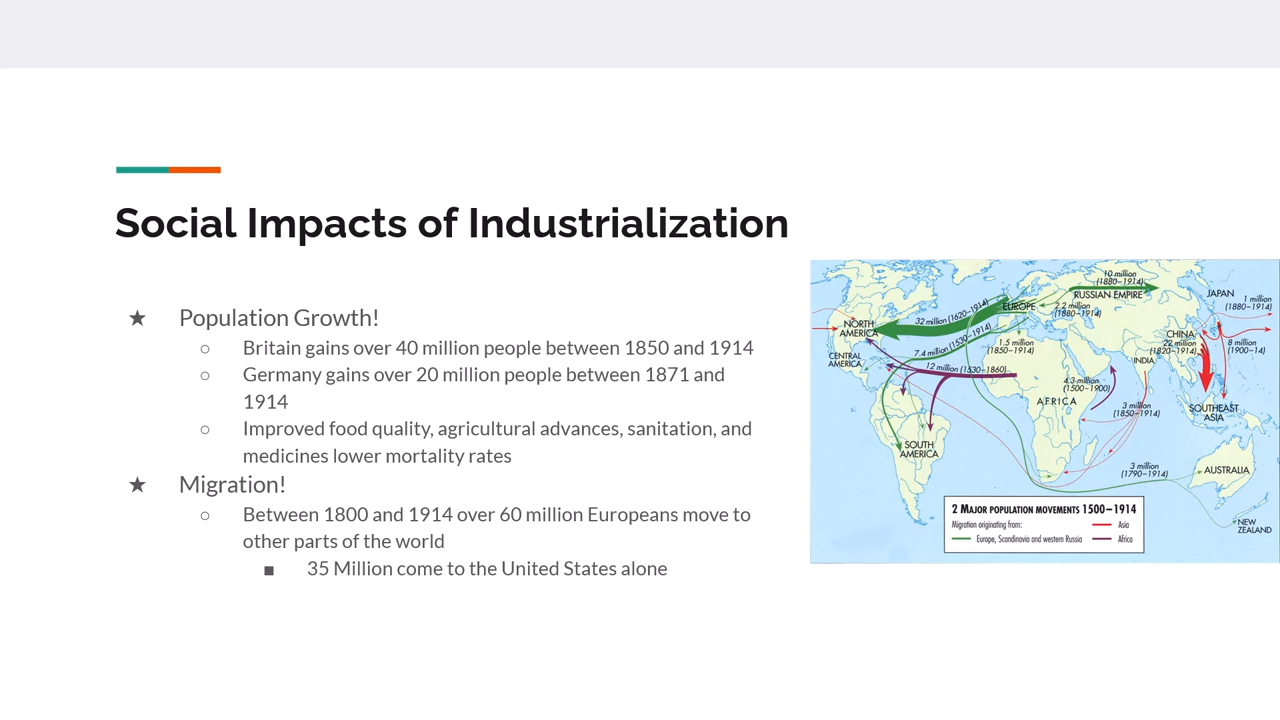 Social Impacts of Industrialization
★ Population Growth!
○ Britain gains over 40 million people between 1850 and 1914
○ Germany gains over 20 million people between 1871 and
1914
○ Improved food quality, agricultural advances, sanitation, and
medicines lower mortality rates
★ Migration!
○ Between 1800 and 1914 over 60 million Europeans move to
other parts of the world
■ 35 Million come to the United States alone
10 million
(1880–1914)
RUSSIAN EMPIRE
JAPAN
1 million
(1880–1914)
EUROPE
2.2 million
(1880–1914)
32 million (1620–1914)
NORTH
AMERICA
CHINA
22 million
(1820–1914)
8 million
(1900–14)
7.4 million (1530–1914)
1.5 million
(1850–1914)
CENTRAL
AMERICA
INDIA
12 million (1530–1860)
4.3 million
(1500–1900)
AFRICA
3 million
(1850–1914)
SOUTHEAST
ASIA
SOUTH
AMERICA
3 million
(1790–1914)
AUSTRALIA
NEW
ZEALAND
2 MAJOR POPULATION MOVEMENTS 1500–1914
Migration originating from:
Asia
Europe, Scandinavia and western Russia
Africa